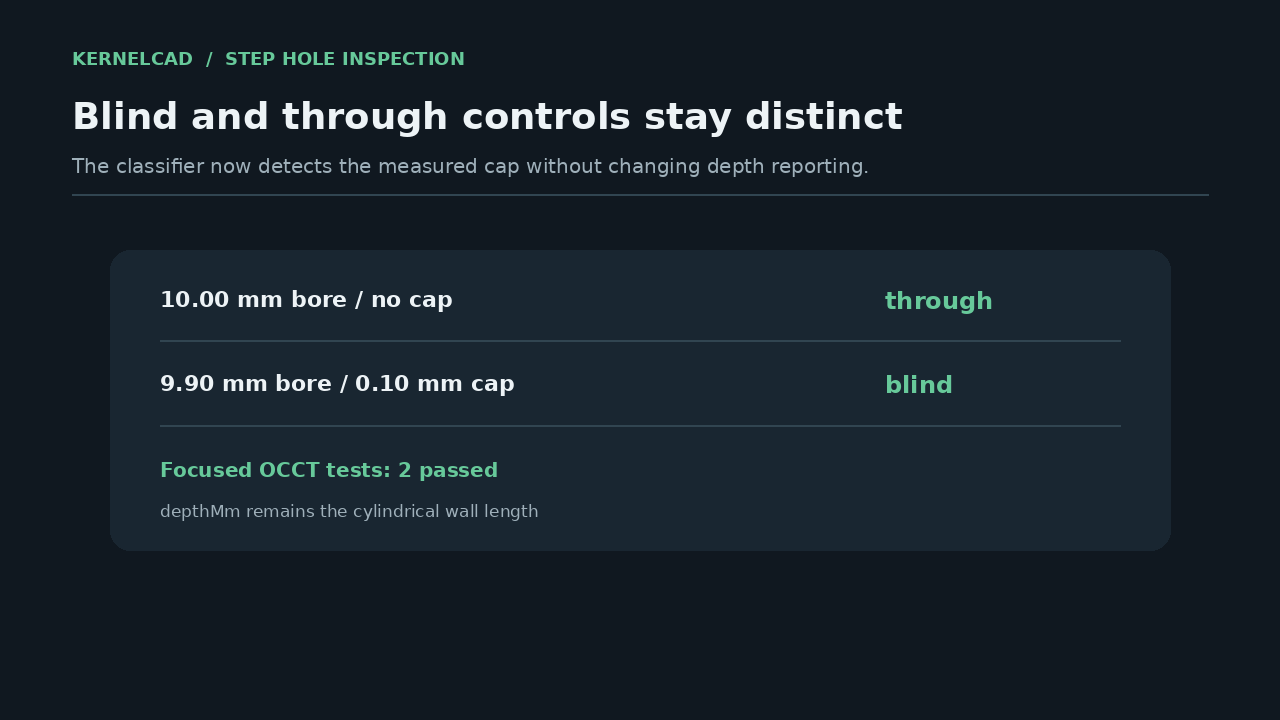 KERNELCAD / STEP HOLE INSPECTION
Blind and through controls stay distinct
The classifier now detects the measured cap without changing depth reporting.
10.00 mm bore / no cap through
9.90 mm bore / 0.10 mm cap blind
Focused OCCT tests: 2 passed
depthMm remains the cylindrical wall length